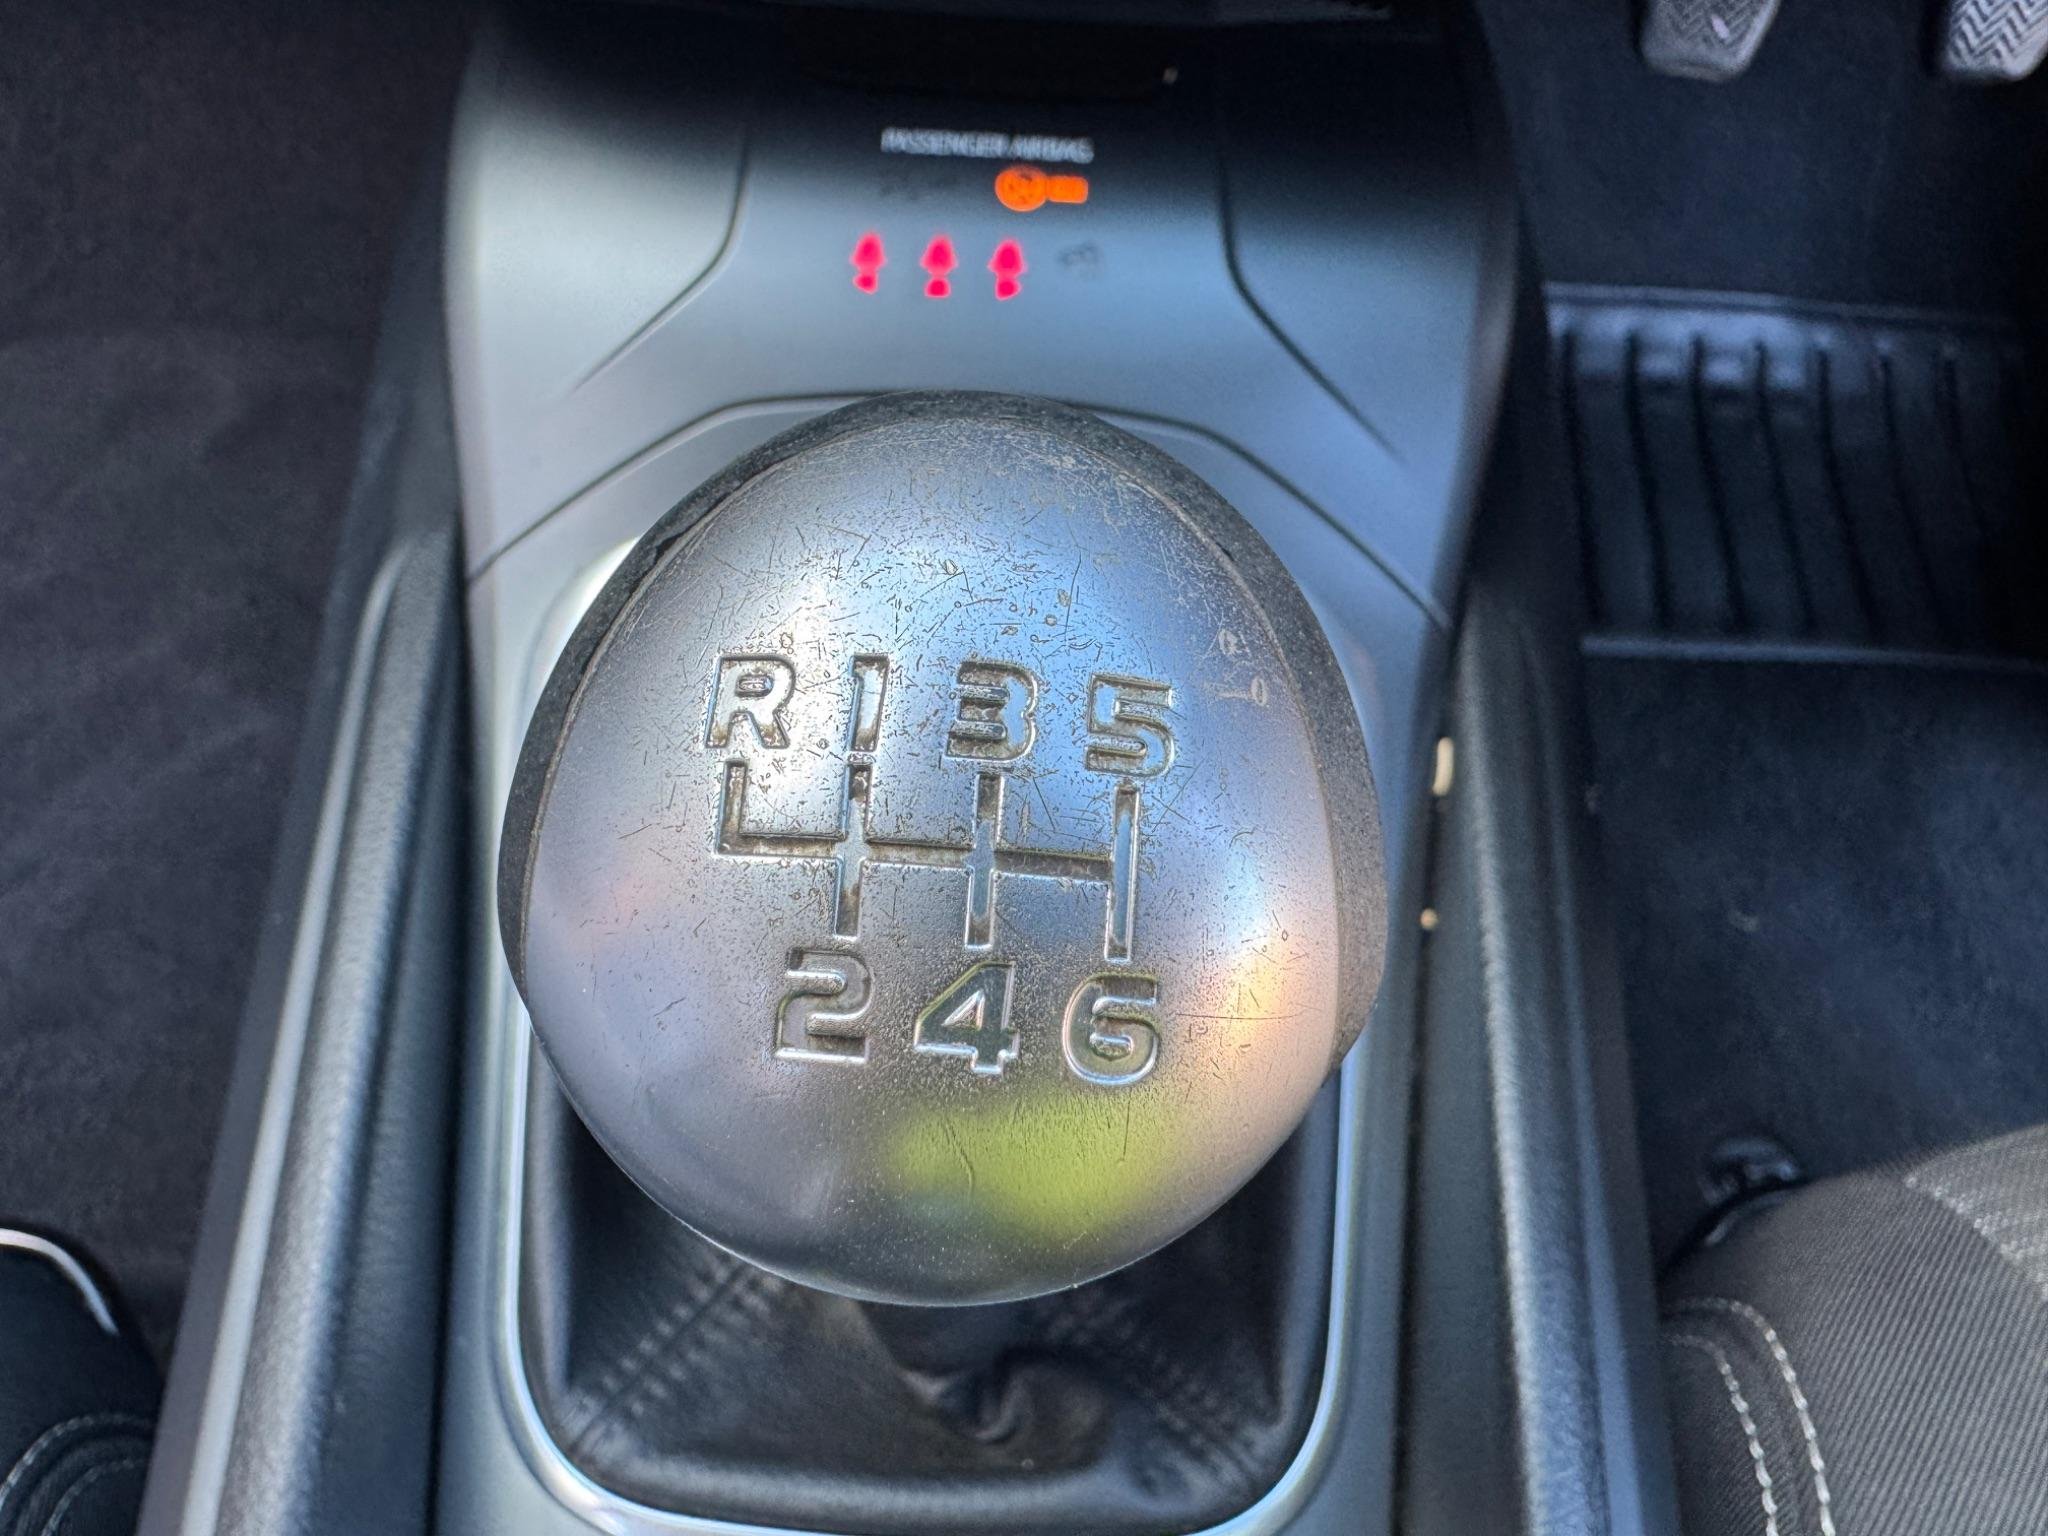 PASSENGER AIRBAG
R 1 3 5
2 4 6